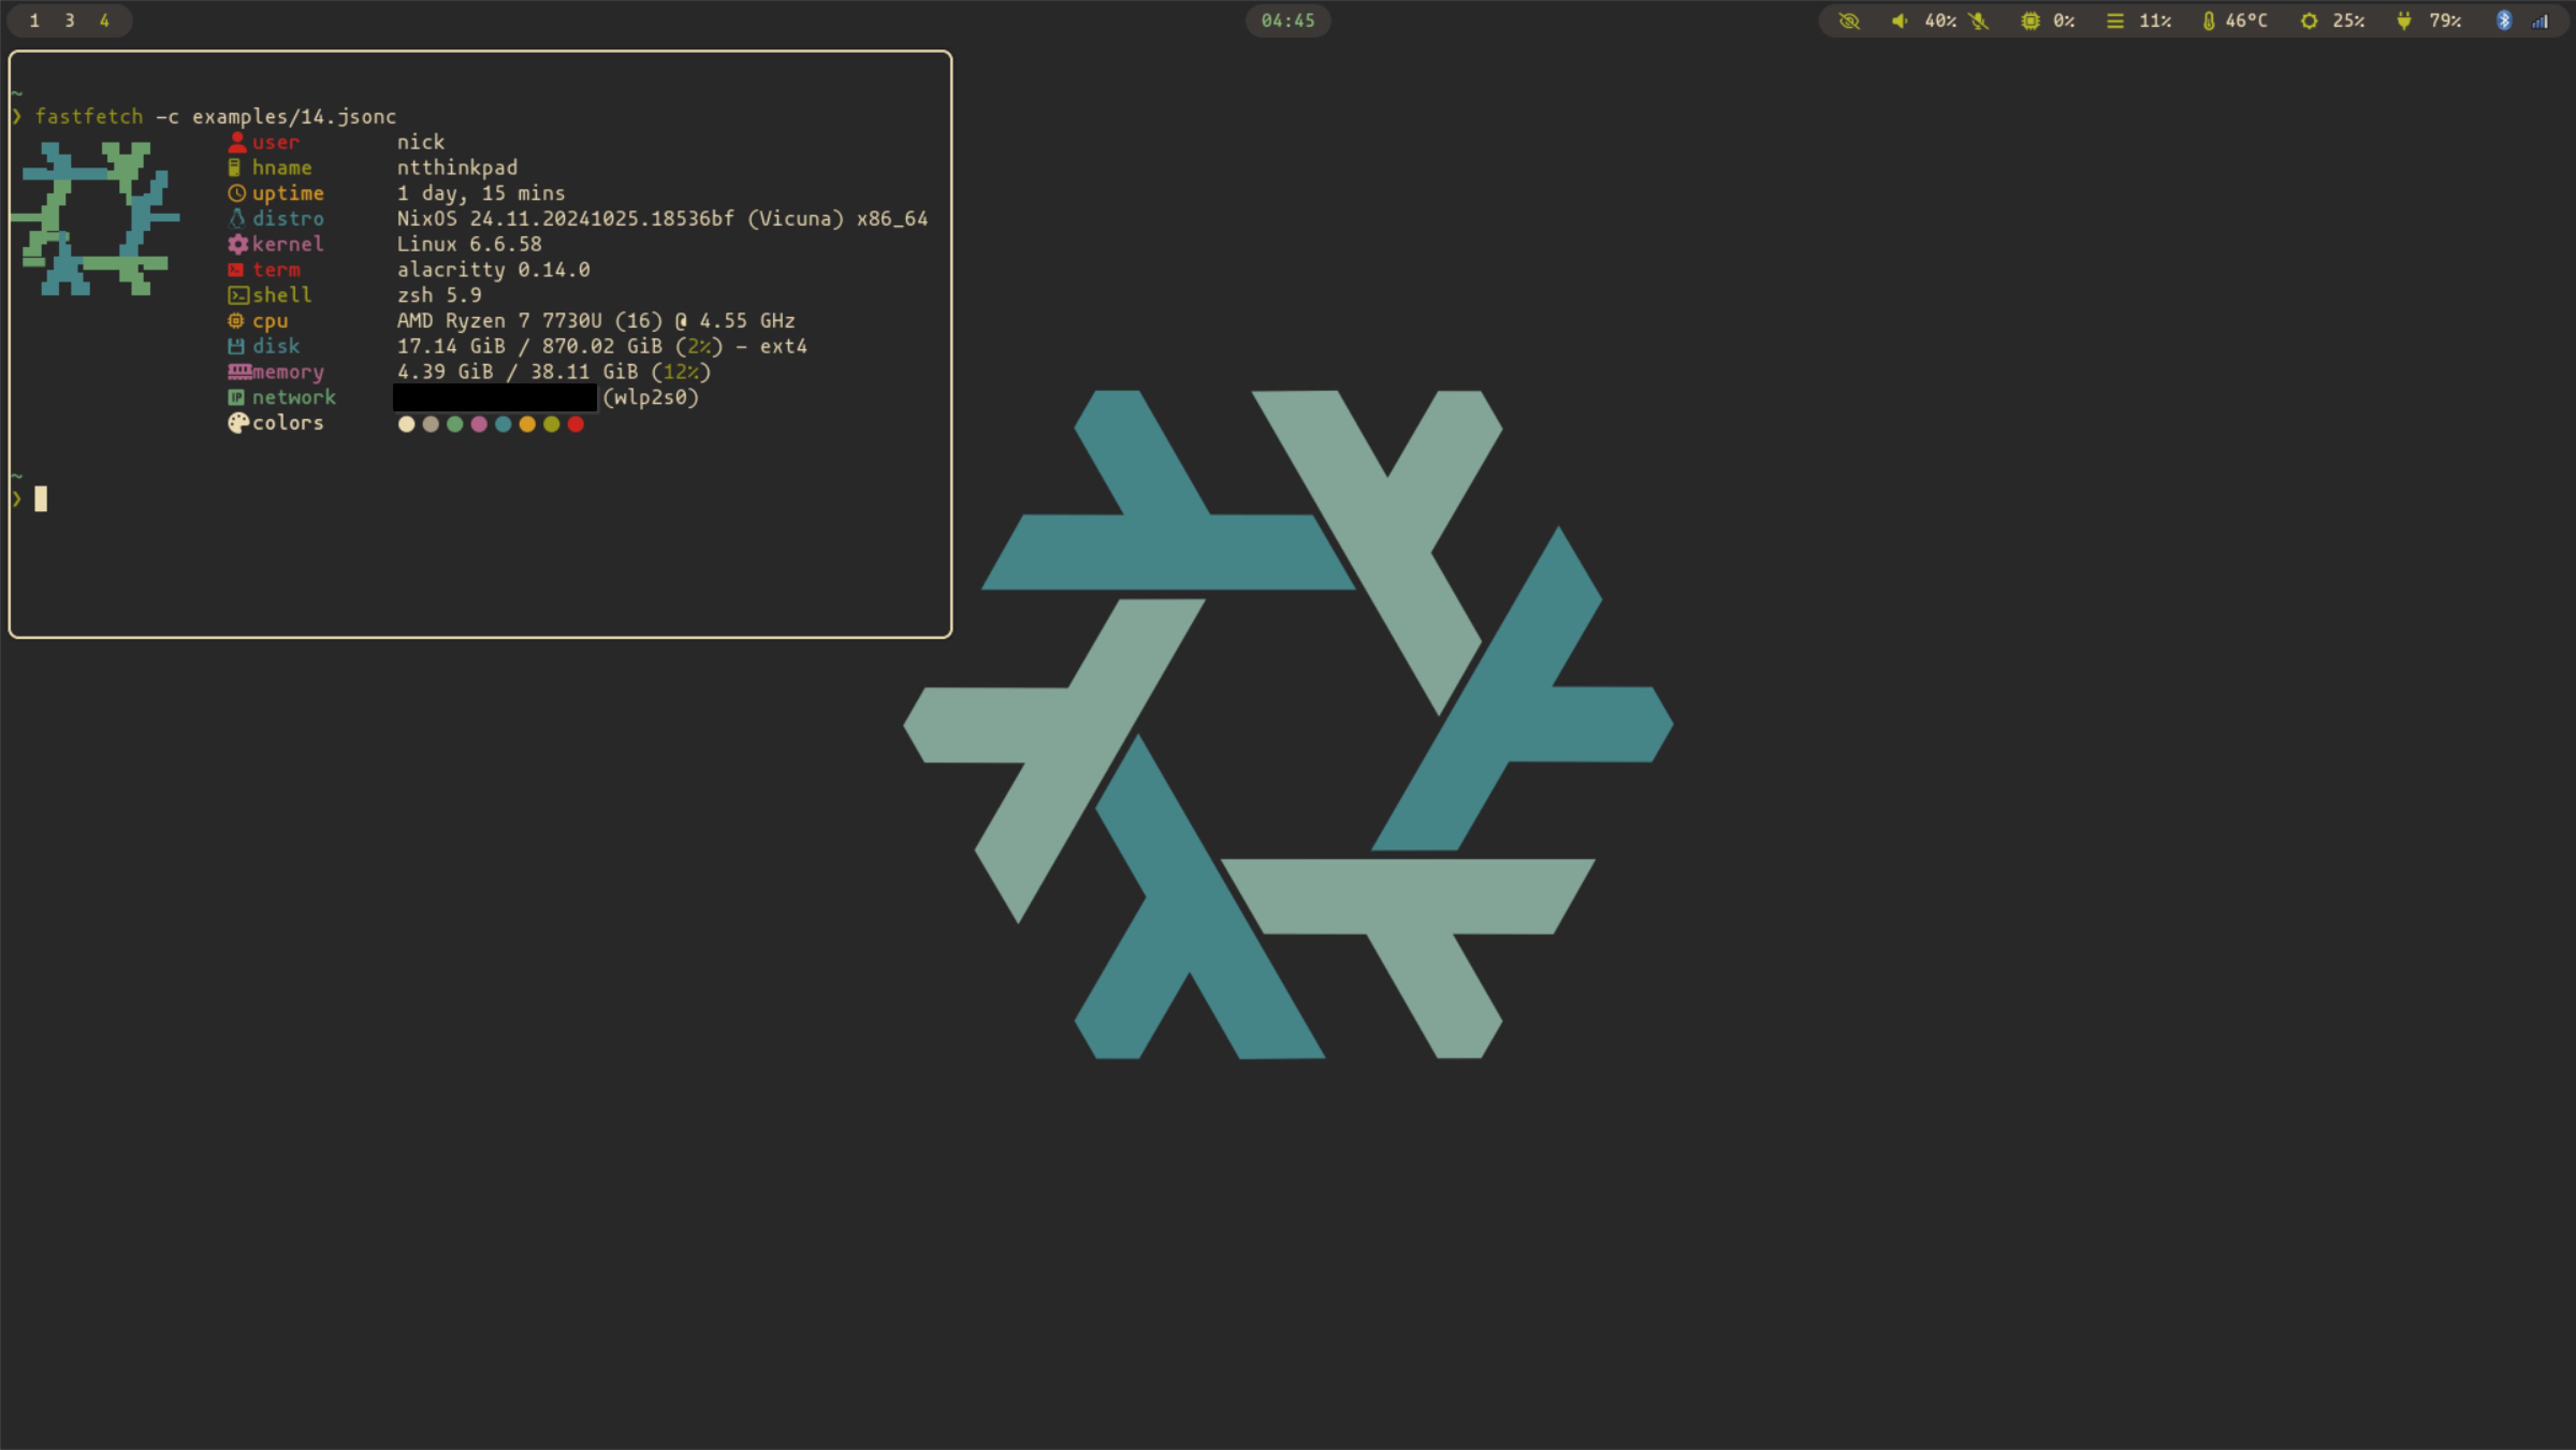 1 3 4
04:45
40% 0% 11% 46°C 25% 79%
~
❯ fastfetch -c examples/14.jsonc
user nick
hname ntthinkpad
uptime 1 day, 15 mins
distro NixOS 24.11.20241025.18536bf (Vicuna) x86_64
kernel Linux 6.6.58
term alacritty 0.14.0
shell zsh 5.9
cpu AMD Ryzen 7 7730U (16) @ 4.55 GHz
disk 17.14 GiB / 870.02 GiB (2%) - ext4
memory 4.39 GiB / 38.11 GiB (12%)
IP network (wlp2s0)
colors
~
❯